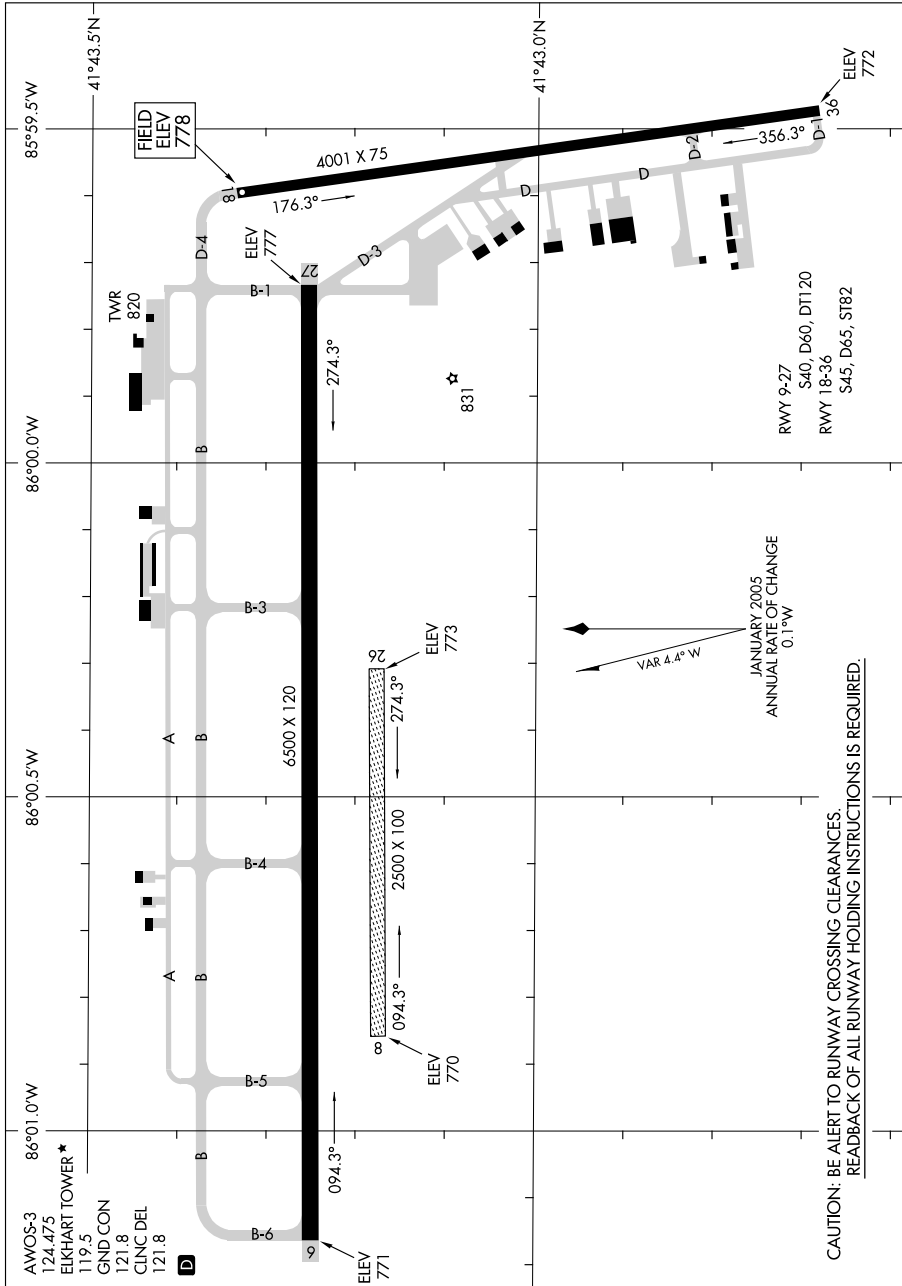 AWOS-3
124.475
ELKHART TOWER★
119.5
GND CON
121.8
CLNC DEL
121.8
D
86°01.0'W
86°00.5'W
86°00.0'W
85°59.5'W
41°43.5'N
41°43.0'N
TWR
820
FIELD
ELEV
778
18
D-4
4001 X 75
176.3°
ELEV
777
27
B-1
D-3
A
A
B
B
B
B
B-3
B-4
B-5
B-6
9
ELEV
771
094.3°
6500 X 120
274.3°
831
8
ELEV
770
094.3°
2500 X 100
274.3°
26
ELEV
773
D
D
D-2
D-1
356.3°
36
ELEV
772
RWY 9-27
S40, D60, DT120
RWY 18-36
S45, D65, ST82
VAR 4.4° W
JANUARY 2005
ANNUAL RATE OF CHANGE
0.1°W
CAUTION: BE ALERT TO RUNWAY CROSSING CLEARANCES.
READBACK OF ALL RUNWAY HOLDING INSTRUCTIONS IS REQUIRED.